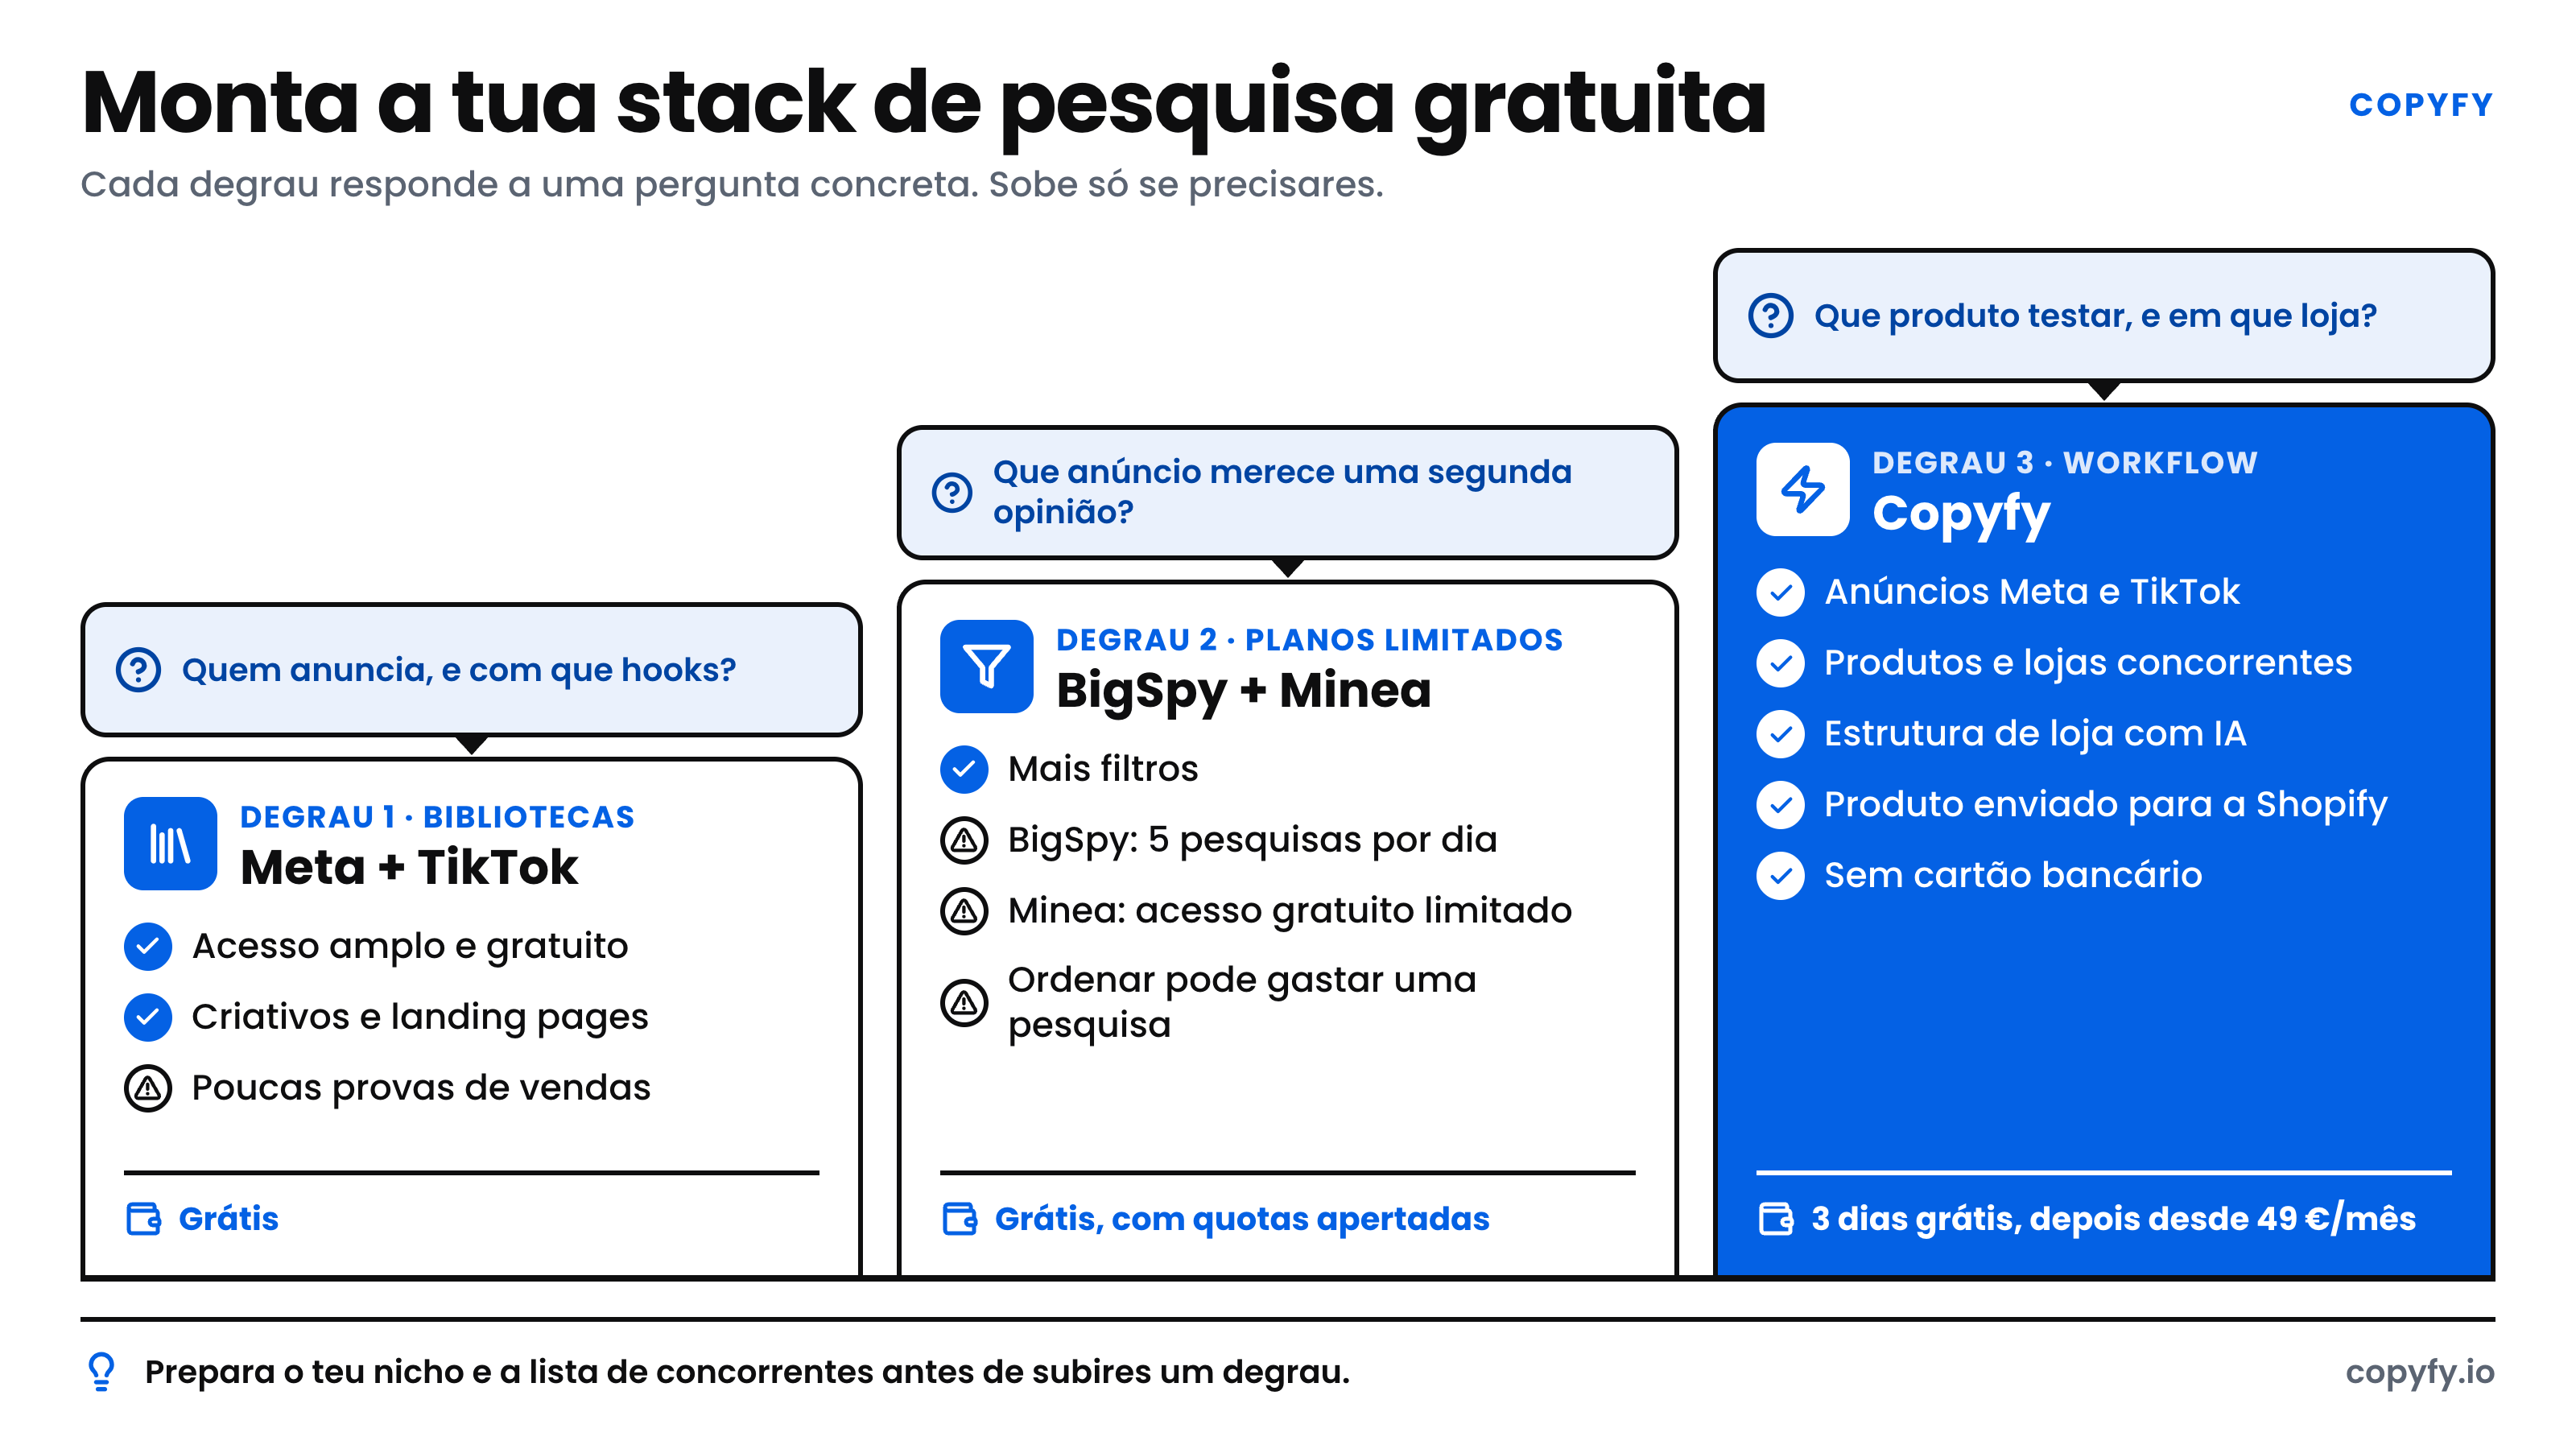 Monta a tua stack de pesquisa gratuita
COPYFY
Cada degrau responde a uma pergunta concreta. Sobe só se precisares.
Quem anuncia, e com que hooks?
DEGRAU 1 · BIBLIOTECAS
Meta + TikTok
Acesso amplo e gratuito
Criativos e landing pages
Poucas provas de vendas
Grátis
Que anúncio merece uma segunda
opinião?
DEGRAU 2 · PLANOS LIMITADOS
BigSpy + Minea
Mais filtros
BigSpy: 5 pesquisas por dia
Minea: acesso gratuito limitado
Ordenar pode gastar uma
pesquisa
Grátis, com quotas apertadas
Que produto testar, e em que loja?
DEGRAU 3 · WORKFLOW
Copyfy
Anúncios Meta e TikTok
Produtos e lojas concorrentes
Estrutura de loja com IA
Produto enviado para a Shopify
Sem cartão bancário
3 dias grátis, depois desde 49 €/mês
Prepara o teu nicho e a lista de concorrentes antes de subires um degrau.
copyfy.io